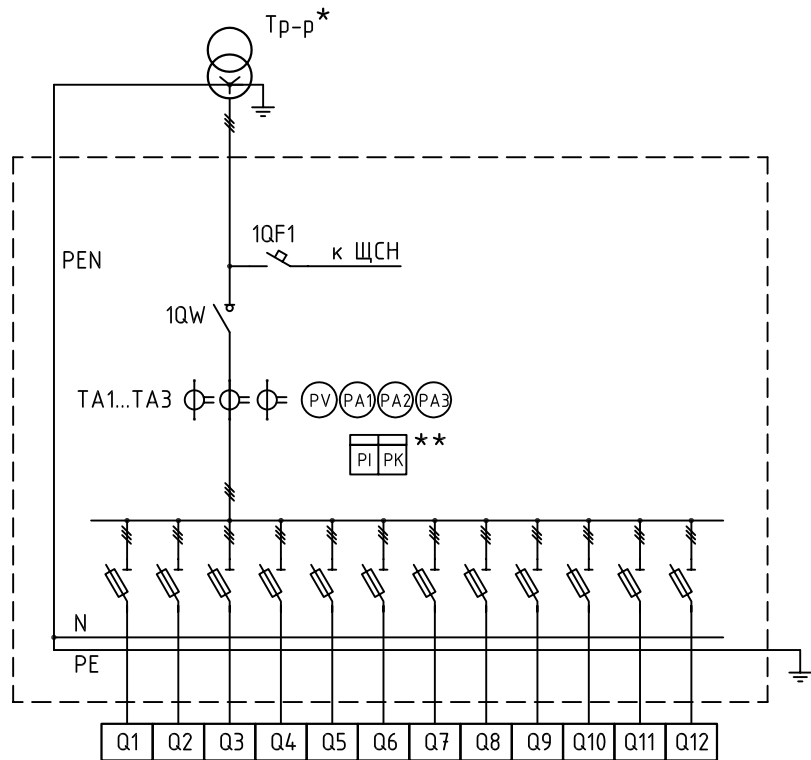 Тр-р*
1QF1
к ЩСН
PEN
1QW
TA1...TA3
PV PA1 PA2 PA3
**
PI PK
N
PE
Q1 Q2 Q3 Q4 Q5 Q6 Q7 Q8 Q9 Q10 Q11 Q12